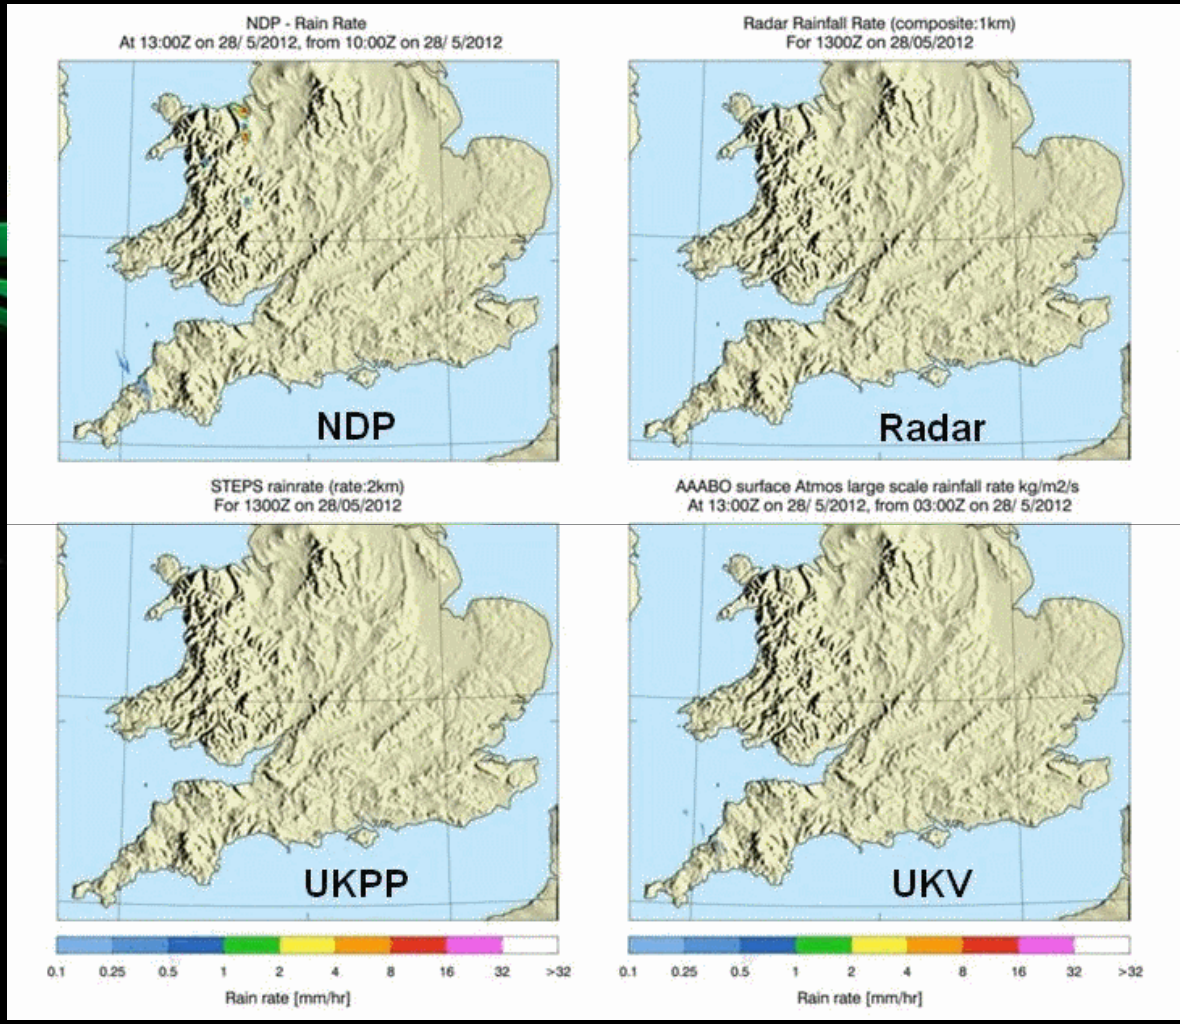 NDP - Rain Rate
At 13:00Z on 28/ 5/2012, from 10:00Z on 28/ 5/2012
NDP
Radar Rainfall Rate (composite:1km)
For 1300Z on 28/05/2012
Radar
STEPS rainrate (rate:2km)
For 1300Z on 28/05/2012
UKPP
AAABO surface Atmos large scale rainfall rate kg/m2/s
At 13:00Z on 28/ 5/2012, from 03:00Z on 28/ 5/2012
UKV
0.1 0.25 0.5 1 2 4 8 16 32 >32
Rain rate [mm/hr]
0.1 0.25 0.5 1 2 4 8 16 32 >32
Rain rate [mm/hr]